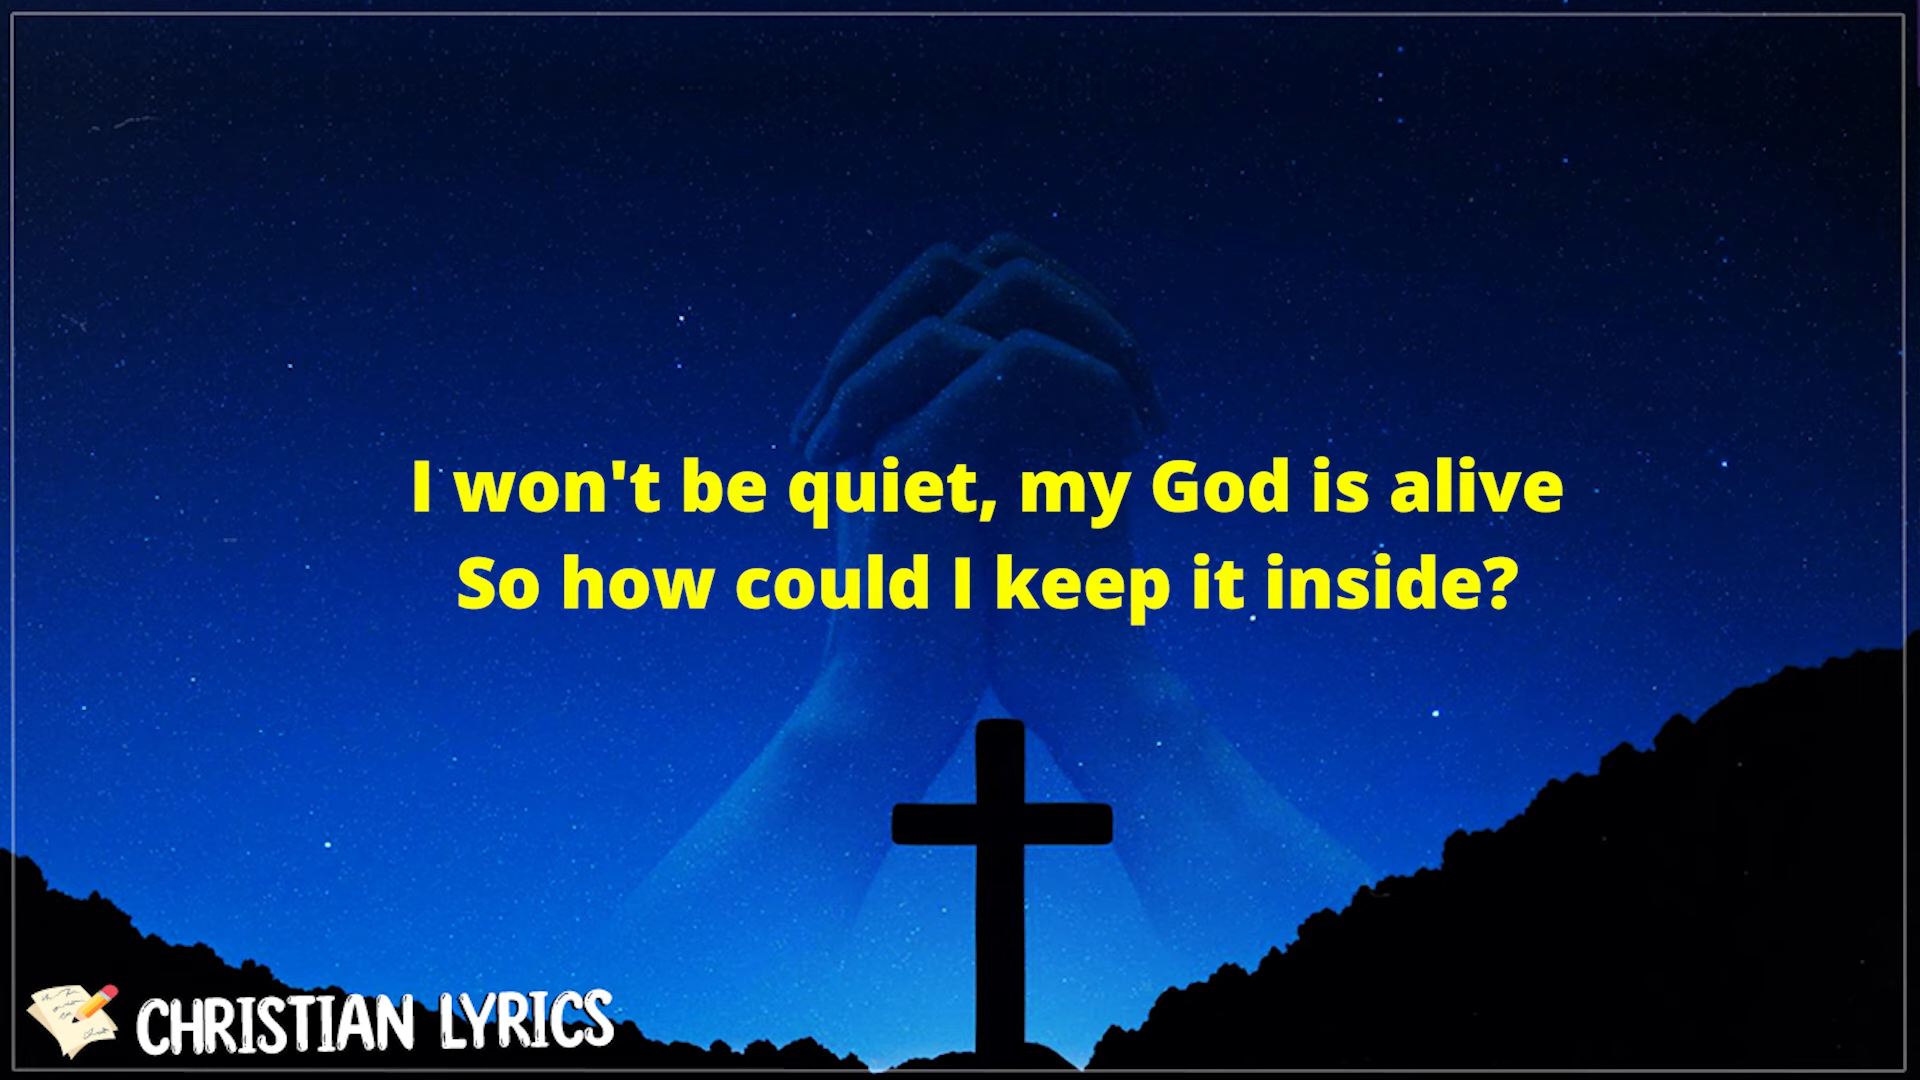 I won't be quiet, my God is alive
So how could I keep it inside?
CHRISTIAN LYRICS